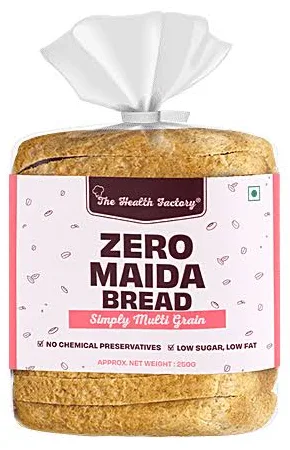 The Health Factory®
ZERO
MAIDA
BREAD
Simply Multi Grain
☑ NO CHEMICAL PRESERVATIVES ☑ LOW SUGAR, LOW FAT
APPROX. NET WEIGHT : 250G